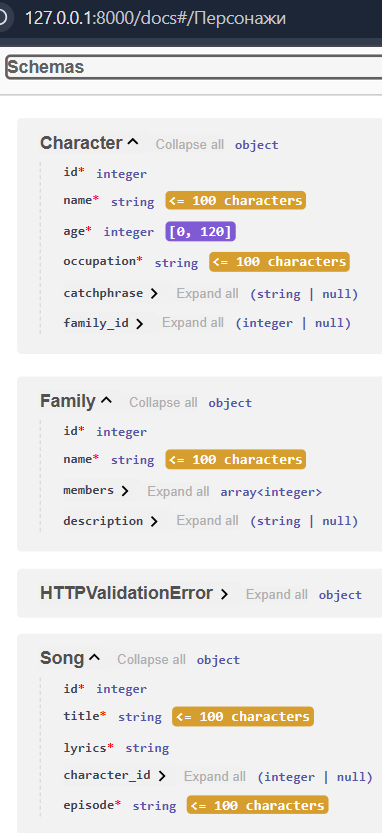 127.0.0.1:8000/docs#/Персонажи
Schemas
Character Collapse all object
id* integer
name* string <= 100 characters
age* integer [0, 120]
occupation* string <= 100 characters
catchphrase Expand all (string | null)
family_id Expand all (integer | null)
Family Collapse all object
id* integer
name* string <= 100 characters
members Expand all array<integer>
description Expand all (string | null)
HTTPValidationError Expand all object
Song Collapse all object
id* integer
title* string <= 100 characters
lyrics* string
character_id Expand all (integer | null)
episode* string <= 100 characters